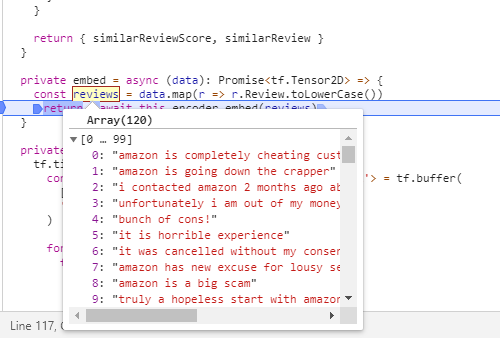 }
return { similarReviewScore, similarReview }
}
private embed = async (data): Promise<tf.Tensor2D> => {
const reviews = data.map(r => r.Review.toLowerCase())
return await this.encoder.embed(reviews)
}
Array(120)
[0 … 99]
0: "amazon is completely cheating cust
1: "amazon is going down the crapper"
2: "i contacted amazon 2 months ago ab
3: "unfortunately i am out of my money
4: "bunch of cons!"
5: "it is horrible experience"
6: "it was cancelled without my conser
7: "amazon has new excuse for lousy se
8: "amazon is a big scam"
9: "truly a hopeless start with amazon
private
tf.ti
con '> = tf.buffer(
[
'
)
for
Line 117, C